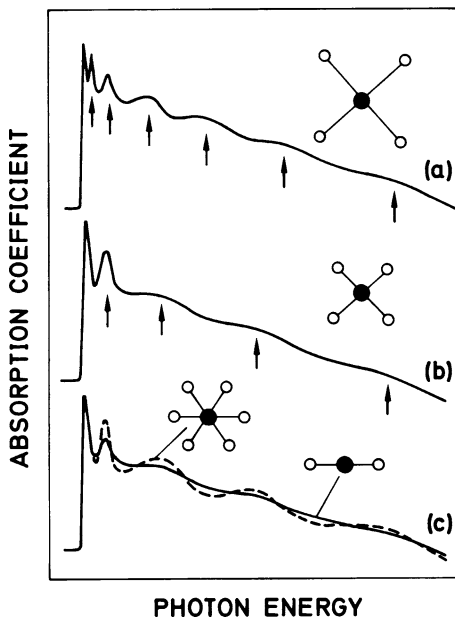 ABSORPTION COEFFICIENT
(a)
(b)
(c)
PHOTON ENERGY